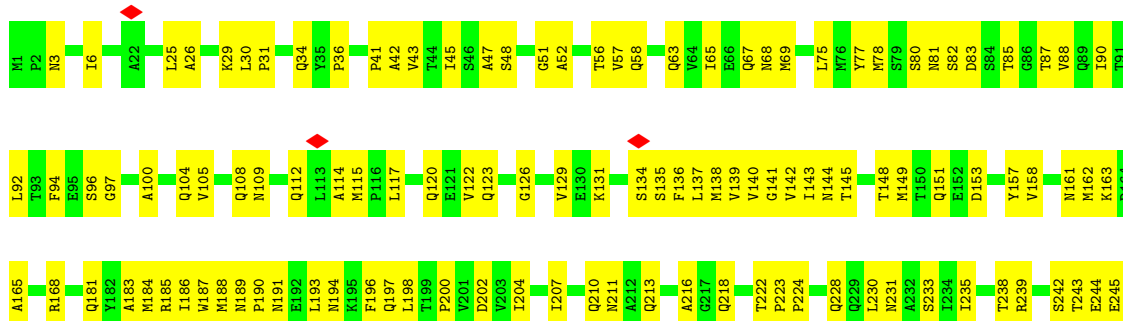 M1 P2 N3 I6 A22 L25 A26 K29 L30 P31 Q34 Y35 P36 P41 A42 V43 T44 I45 S46 A47 S48 G51 A52 T56 V57 Q58 Q63 V64 I65 E66 Q67 N68 M69 L75 M76 Y77 M78 S79 S80 N81 S82 D83 S84 T85 G86 T87 V88 Q89 I90 T91
L92 T93 F94 E95 S96 G97 A100 Q104 V105 Q108 N109 Q112 L113 A114 M115 P116 L117 Q120 E121 V122 Q123 G126 V129 E130 K131 S134 S135 F136 L137 M138 V139 V140 G141 V142 I143 N144 T145 T148 M149 T150 Q151 E152 D153 Y157 V158 N161 M162 K163
A165 R168 Q181 Y182 A183 M184 R185 I186 W187 M188 N189 P190 N191 E192 L193 N194 K195 F196 Q197 L198 T199 P200 V201 D202 V203 I204 I207 Q210 N211 A212 Q213 A216 G217 Q218 T222 P223 P224 Q228 Q229 L230 N231 A232 S233 I234 I235 T238 R239 S242 T243 E244 E245